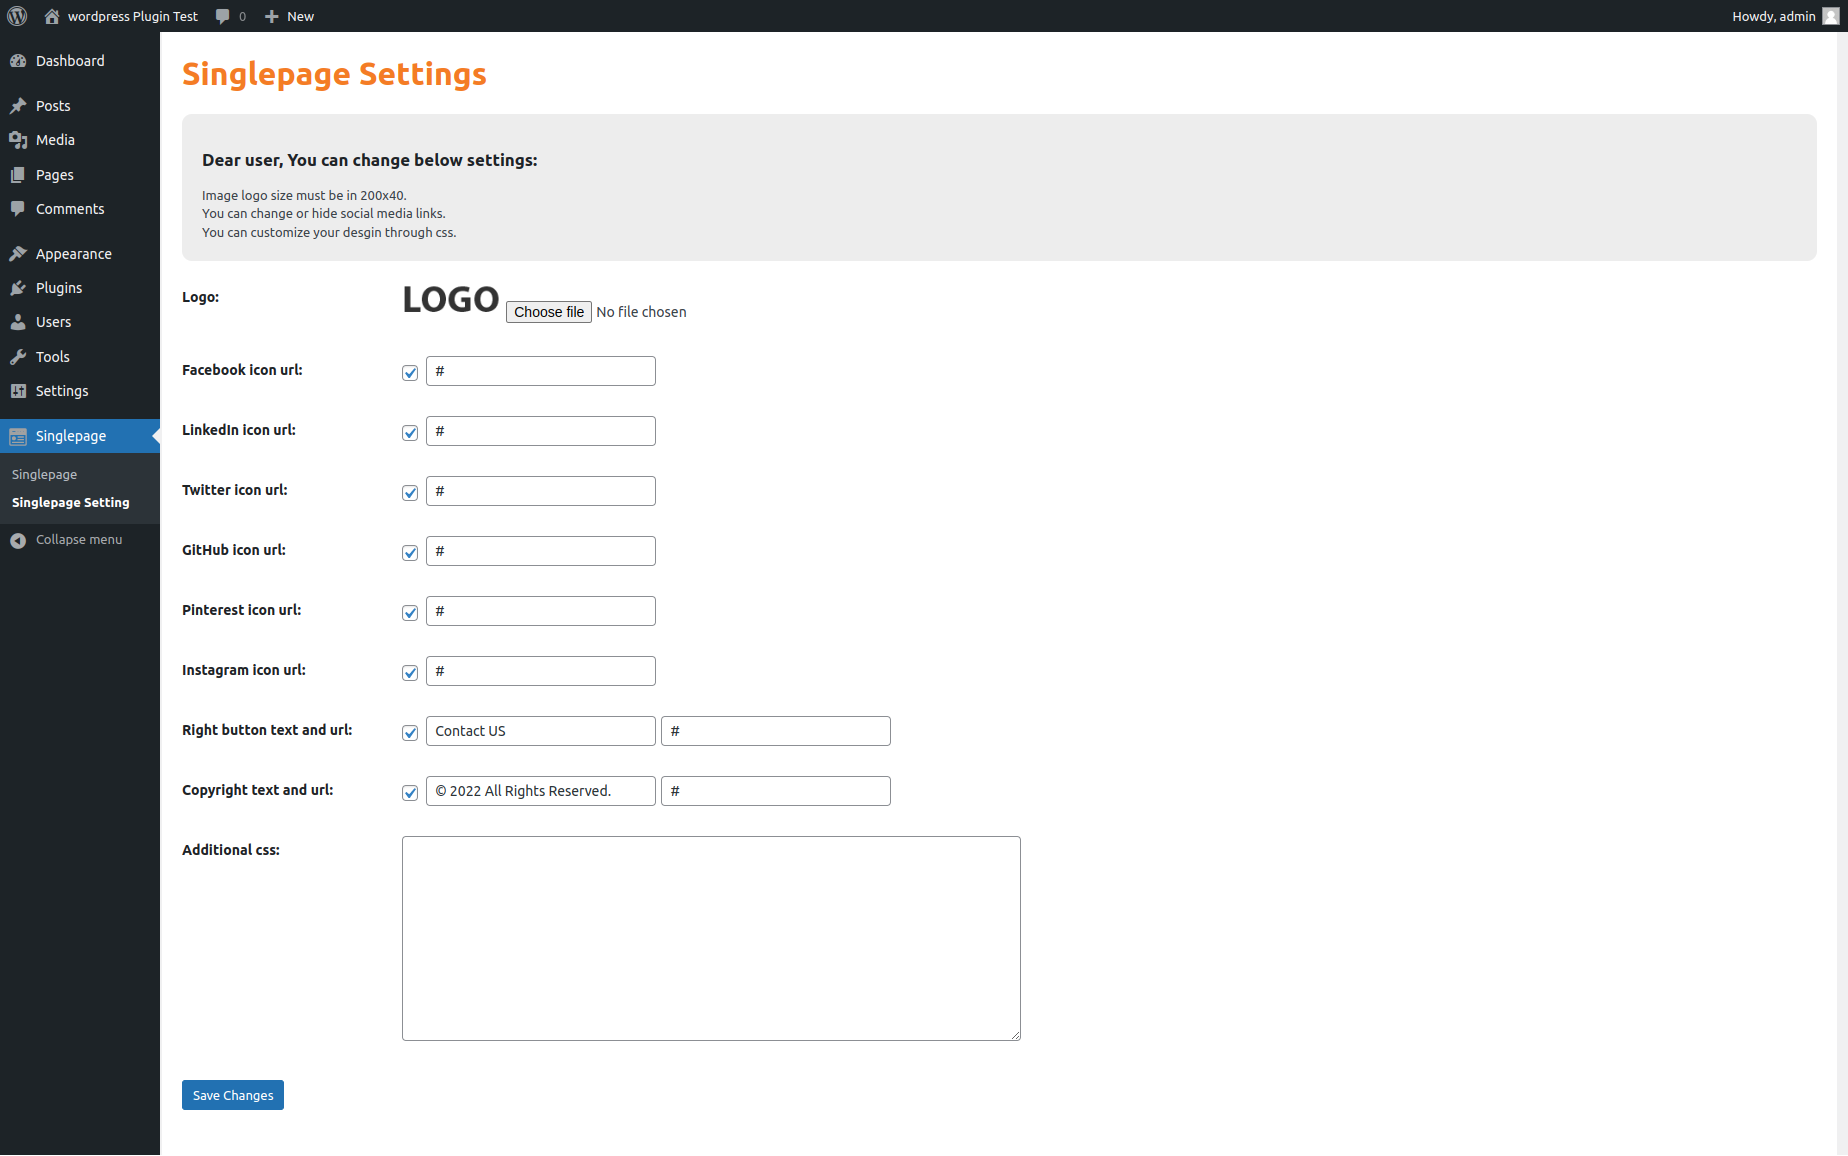 wordpress Plugin Test 0 New Howdy, admin
Dashboard
Posts
Media
Pages
Comments
Appearance
Plugins
Users
Tools
Settings
Singlepage
Singlepage
Singlepage Setting
Collapse menu
Singlepage Settings
Dear user, You can change below settings:
Image logo size must be in 200x40.
You can change or hide social media links.
You can customize your desgin through css.
Logo: LOGO Choose file No file chosen
Facebook icon url: #
LinkedIn icon url: #
Twitter icon url: #
GitHub icon url: #
Pinterest icon url: #
Instagram icon url: #
Right button text and url: Contact US #
Copyright text and url: © 2022 All Rights Reserved. #
Additional css:
Save Changes